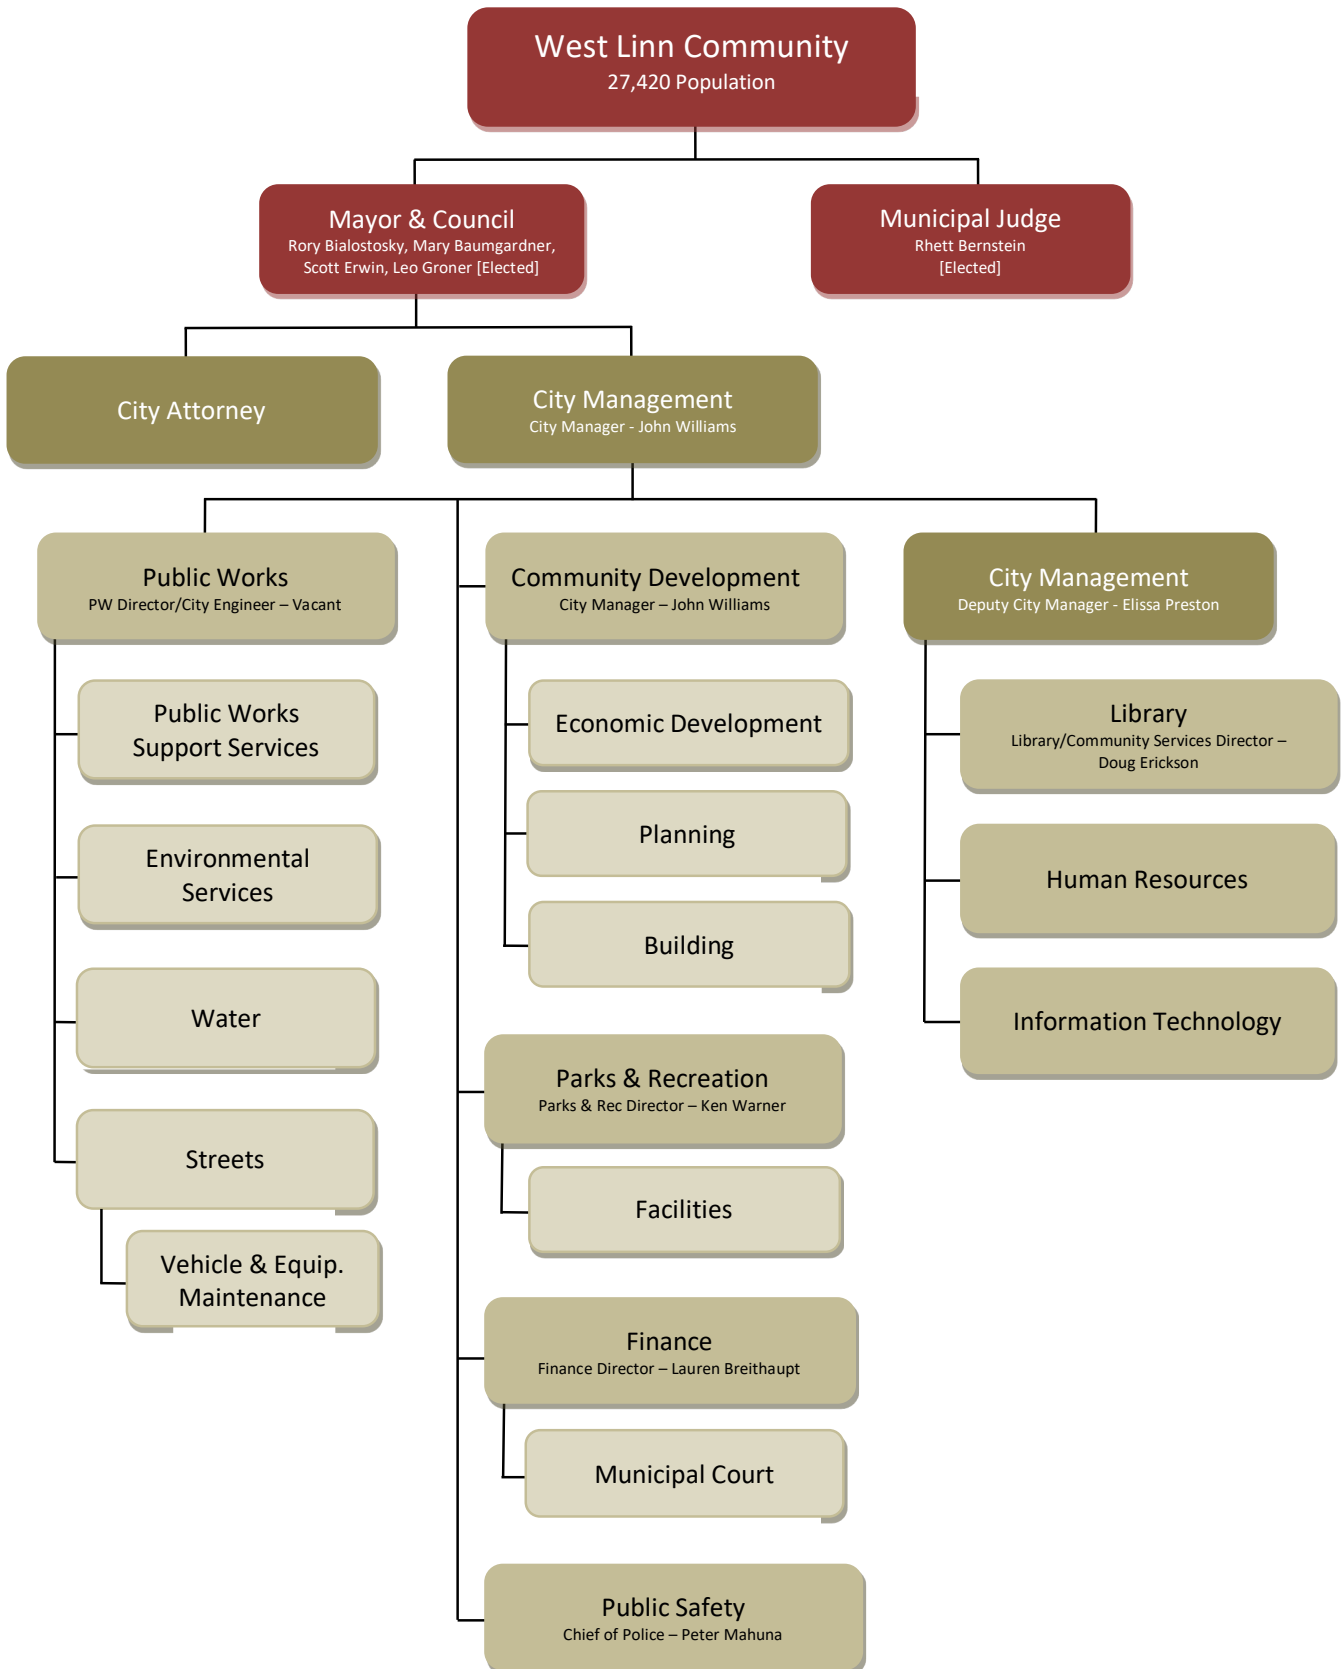 West Linn Community
27,420 Population
Mayor & Council
Rory Bialostosky, Mary Baumgardner,
Scott Erwin, Leo Groner [Elected]
Municipal Judge
Rhett Bernstein
[Elected]
City Attorney
City Management
City Manager - John Williams
Public Works
PW Director/City Engineer – Vacant
Public Works
Support Services
Environmental
Services
Water
Streets
Vehicle & Equip.
Maintenance
Community Development
City Manager – John Williams
Economic Development
Planning
Building
Parks & Recreation
Parks & Rec Director – Ken Warner
Facilities
Finance
Finance Director – Lauren Breithaupt
Municipal Court
Public Safety
Chief of Police – Peter Mahuna
City Management
Deputy City Manager - Elissa Preston
Library
Library/Community Services Director –
Doug Erickson
Human Resources
Information Technology